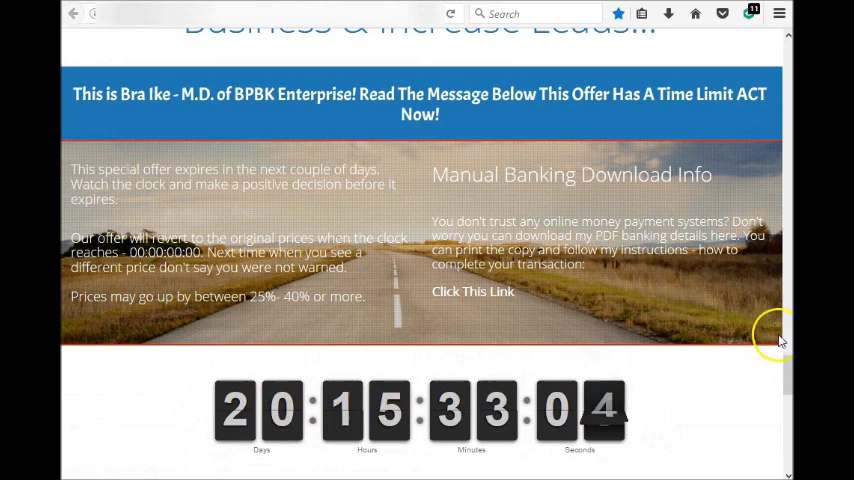 Search
11
Business & Increase Leads...
This is Bra Ike - M.D. of BPBK Enterprise! Read The Message Below This Offer Has A Time Limit ACT
Now!
This special offer expires in the next couple of days.
Watch the clock and make a positive decision before it
expires.
Our offer will revert to the original prices when the clock
reaches - 00:00:00:00. Next time when you see a
different price don't say you were not warned.
Prices may go up by between 25%- 40% or more.
Manual Banking Download Info
You don't trust any online money payment systems? Don't
worry you can download my PDF banking details here. You
can print the copy and follow my instructions - how to
complete your transaction:
Click This Link
20:15:33:04
Days Hours Minutes Seconds